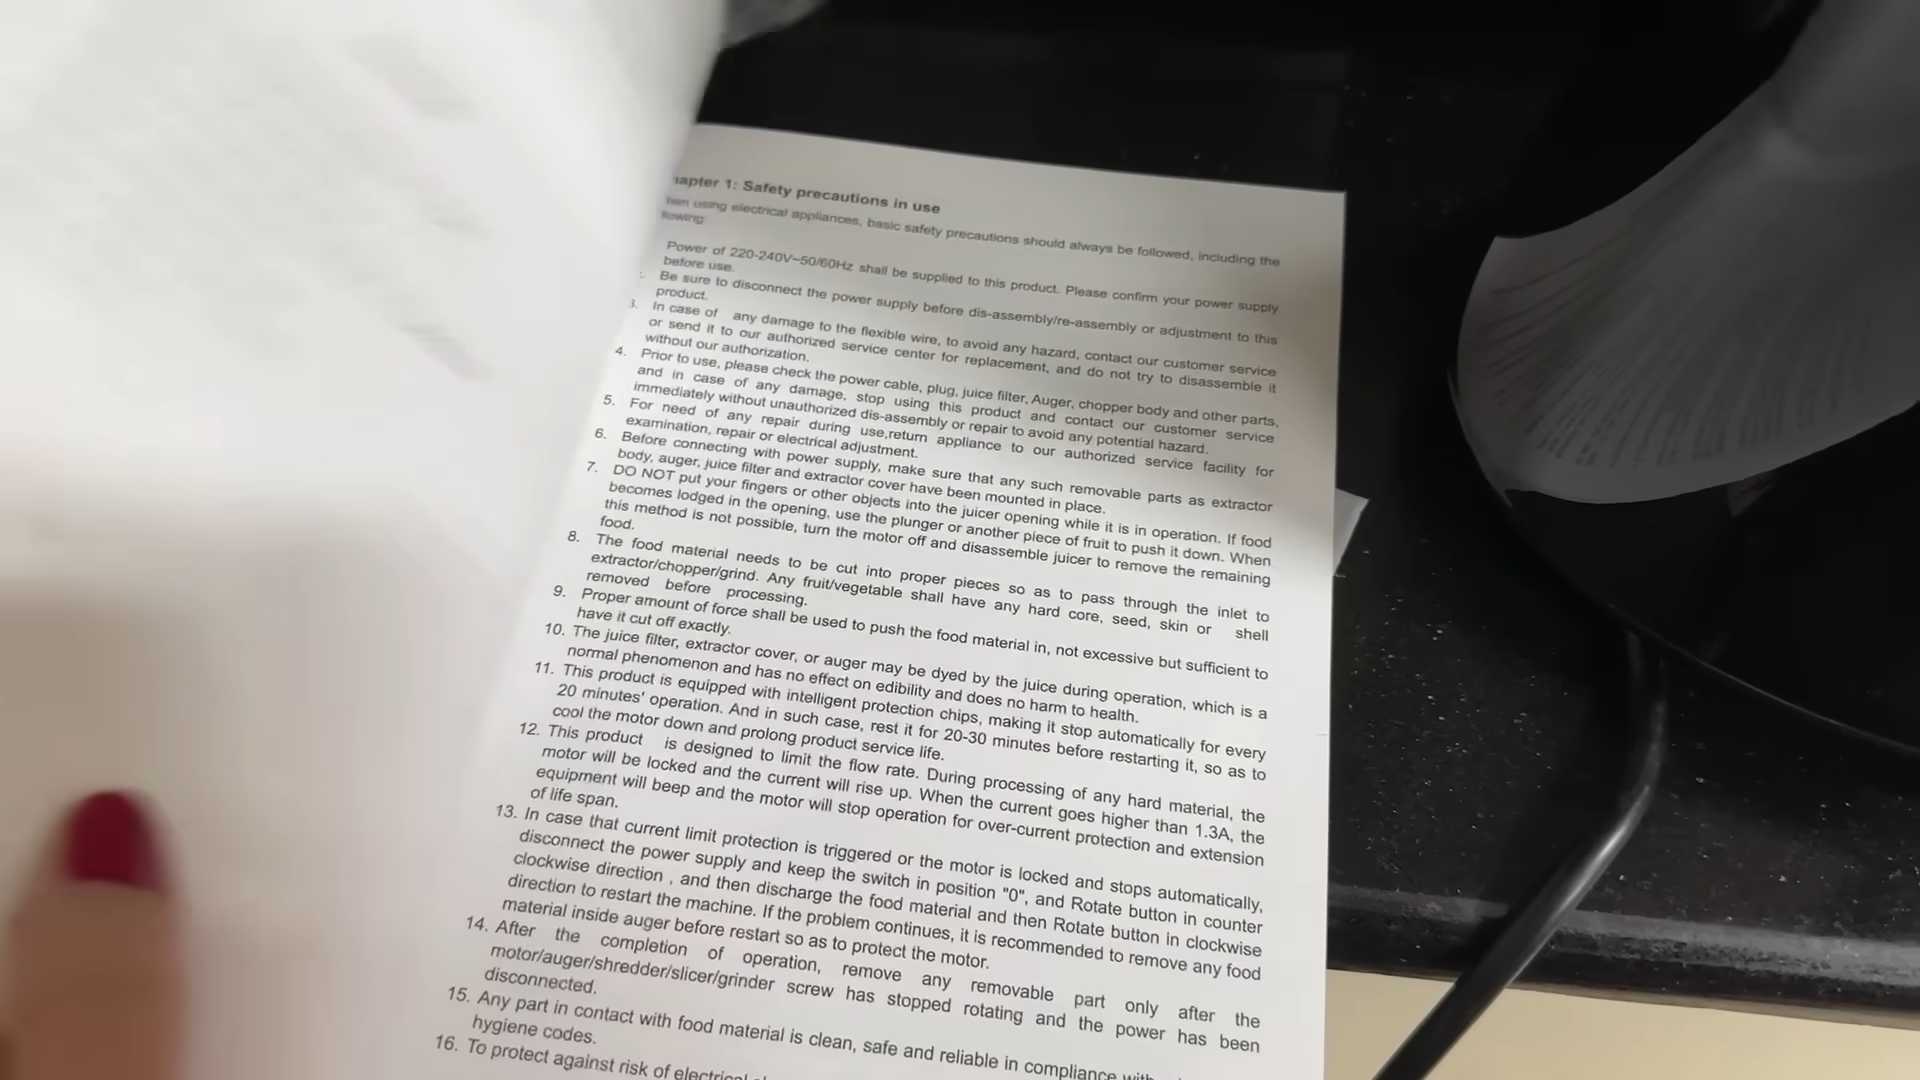 hapter 1: Safety precautions in use
hen using electrical appliances, basic safety precautions should always be followed, including the
llowing:
Power of 220-240V~50/60Hz shall be supplied to this product. Please confirm your power supply
before use.
Be sure to disconnect the power supply before dis-assembly/re-assembly or adjustment to this
product.
3. In case of any damage to the flexible wire, to avoid any hazard, contact our customer service
or send it to our authorized service center for replacement, and do not try to disassemble it
without our authorization.
4. Prior to use, please check the power cable, plug, juice filter, Auger, chopper body and other parts,
and in case of any damage, stop using this product and contact our customer service
immediately without unauthorized dis-assembly or repair to avoid any potential hazard.
5. For need of any repair during use,return appliance to our authorized service facility for
examination, repair or electrical adjustment.
6. Before connecting with power supply, make sure that any such removable parts as extractor
body, auger, juice filter and extractor cover have been mounted in place.
7. DO NOT put your fingers or other objects into the juicer opening while it is in operation. If food
becomes lodged in the opening, use the plunger or another piece of fruit to push it down. When
this method is not possible, turn the motor off and disassemble juicer to remove the remaining
food.
8. The food material needs to be cut into proper pieces so as to pass through the inlet to
extractor/chopper/grind. Any fruit/vegetable shall have any hard core, seed, skin or shell
removed before processing.
9. Proper amount of force shall be used to push the food material in, not excessive but sufficient to
have it cut off exactly.
10. The juice filter, extractor cover, or auger may be dyed by the juice during operation, which is a
normal phenomenon and has no effect on edibility and does no harm to health.
11. This product is equipped with intelligent protection chips, making it stop automatically for every
20 minutes' operation. And in such case, rest it for 20-30 minutes before restarting it, so as to
cool the motor down and prolong product service life.
12. This product is designed to limit the flow rate. During processing of any hard material, the
motor will be locked and the current will rise up. When the current goes higher than 1.3A, the
equipment will beep and the motor will stop operation for over-current protection and extension
of life span.
13. In case that current limit protection is triggered or the motor is locked and stops automatically,
disconnect the power supply and keep the switch in position "0", and Rotate button in counter
clockwise direction , and then discharge the food material and then Rotate button in clockwise
direction to restart the machine. If the problem continues, it is recommended to remove any food
material inside auger before restart so as to protect the motor.
14. After the completion of operation, remove any removable part only after the
motor/auger/shredder/slicer/grinder screw has stopped rotating and the power has been
disconnected.
15. Any part in contact with food material is clean, safe and reliable in compliance with
hygiene codes.
16. To protect against risk of electrical